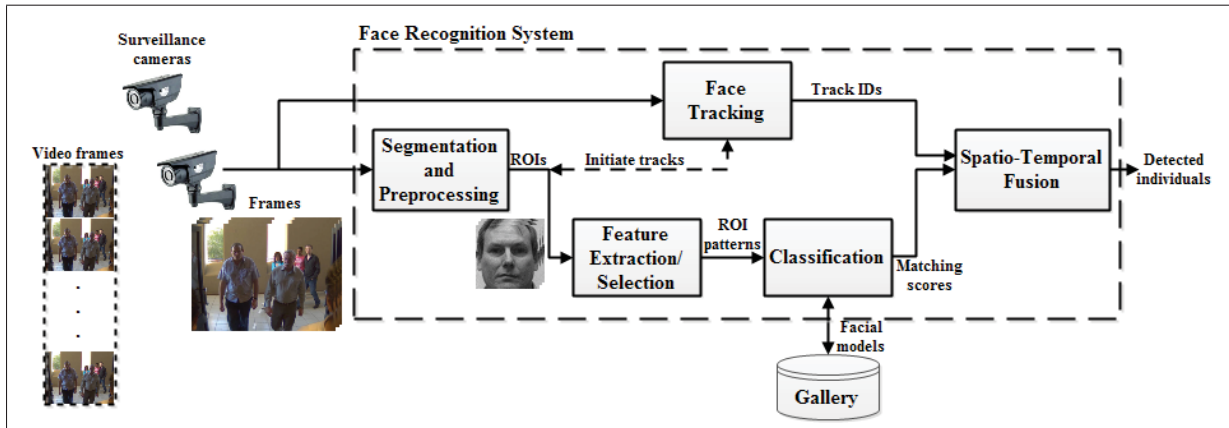 Surveillance
cameras
Face Recognition System
Face
Tracking
Track IDs
Video frames
Segmentation
and
Preprocessing
ROIs
Initiate tracks
Spatio-Temporal
Fusion
Detected
individuals
Frames
Feature
Extraction/
Selection
ROI
patterns
Classification
Matching
scores
Facial
models
Gallery